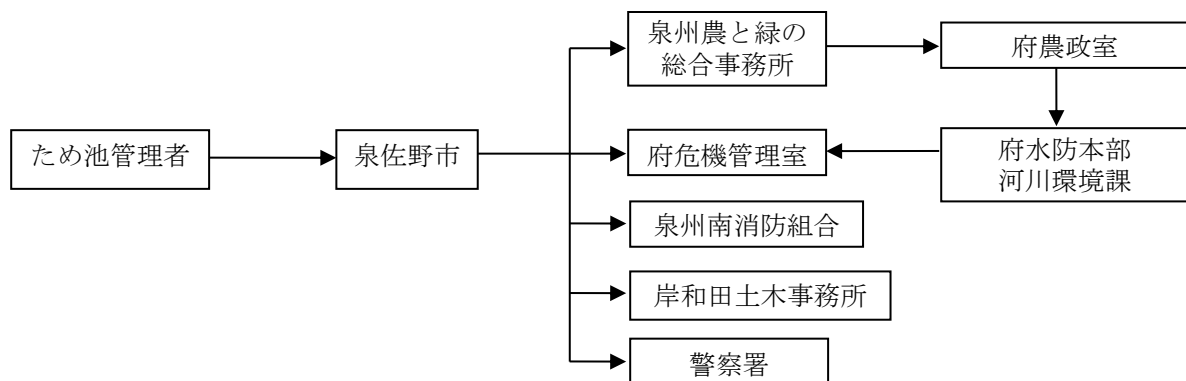 泉州農と緑の
総合事務所
府農政室
ため池管理者
泉佐野市
府危機管理室
府水防本部
河川環境課
泉州南消防組合
岸和田土木事務所
警察署